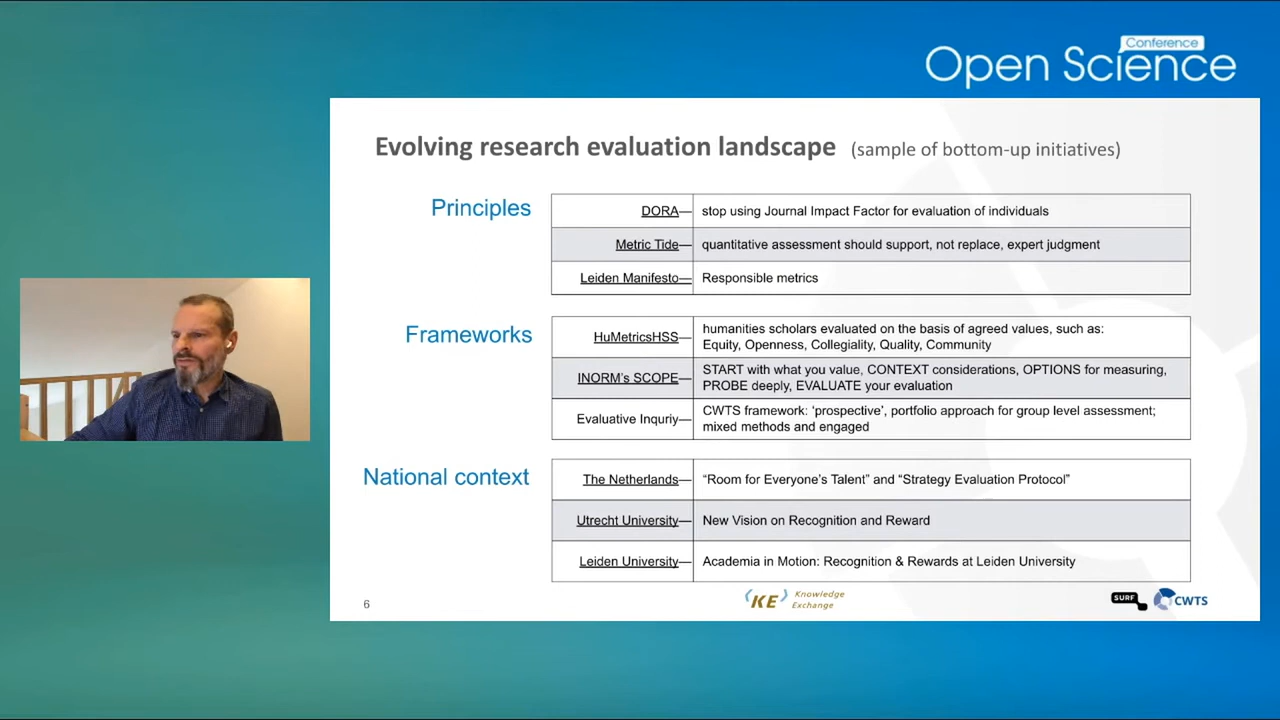 Conference
Open Science
Evolving research evaluation landscape (sample of bottom-up initiatives)
Principles
DORA— stop using Journal Impact Factor for evaluation of individuals
Metric Tide— quantitative assessment should support, not replace, expert judgment
Leiden Manifesto— Responsible metrics
Frameworks
HuMetricsHSS— humanities scholars evaluated on the basis of agreed values, such as:
Equity, Openness, Collegiality, Quality, Community
INORM's SCOPE— START with what you value, CONTEXT considerations, OPTIONS for measuring,
PROBE deeply, EVALUATE your evaluation
Evaluative Inquriy— CWTS framework: ‘prospective’, portfolio approach for group level assessment;
mixed methods and engaged
National context
The Netherlands— “Room for Everyone’s Talent” and “Strategy Evaluation Protocol”
Utrecht University— New Vision on Recognition and Reward
Leiden University— Academia in Motion: Recognition & Rewards at Leiden University
6
KE Knowledge
Exchange
SURF
CWTS